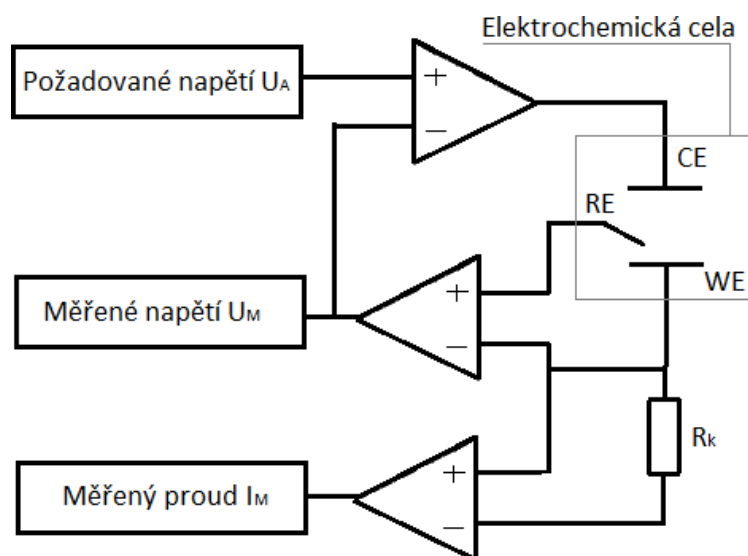 Elektrochemická cela
Požadované napětí UA
+
−
CE
RE
WE
Měřené napětí UM
+
−
Rk
Měřený proud IM
+
−